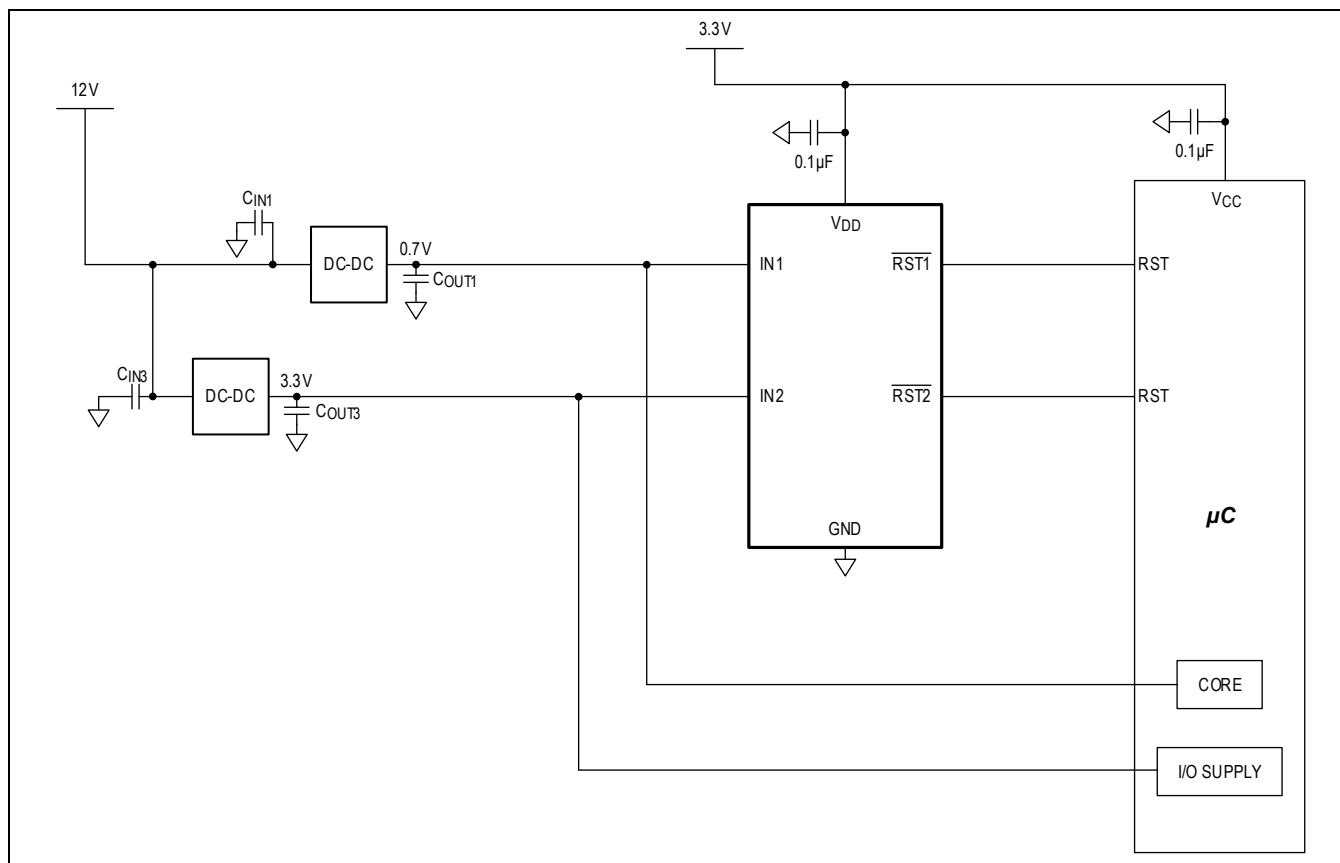 3.3V
12V
0.1µF
0.1µF
VDD
VCC
CIN1
DC-DC
0.7V
COUT1
IN1
RST1
RST
CIN3
DC-DC
3.3V
COUT3
IN2
RST2
RST
GND
µC
CORE
I/O SUPPLY